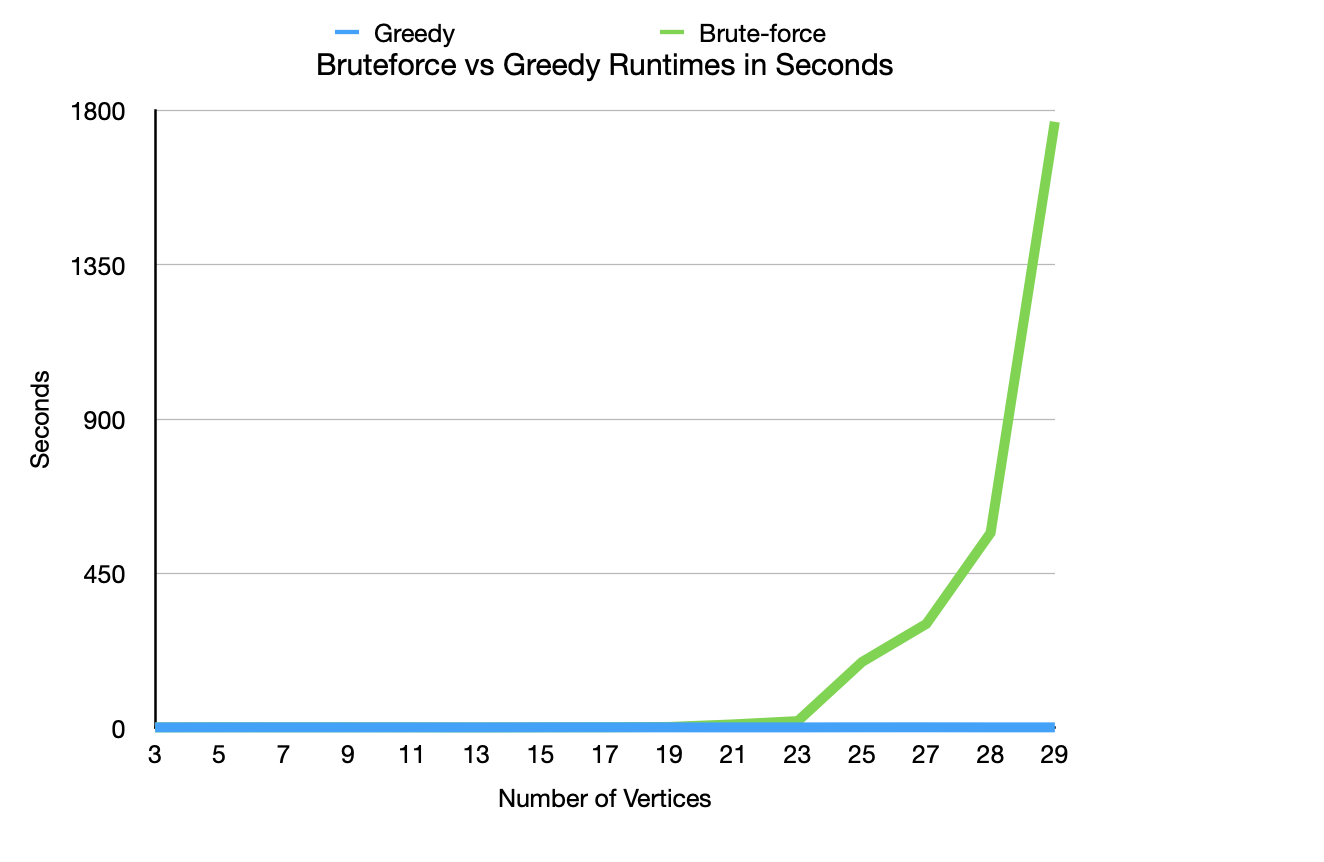 Greedy Brute-force
Bruteforce vs Greedy Runtimes in Seconds
1800
1350
900
450
0
Seconds
3 5 7 9 11 13 15 17 19 21 23 25 27 28 29
Number of Vertices